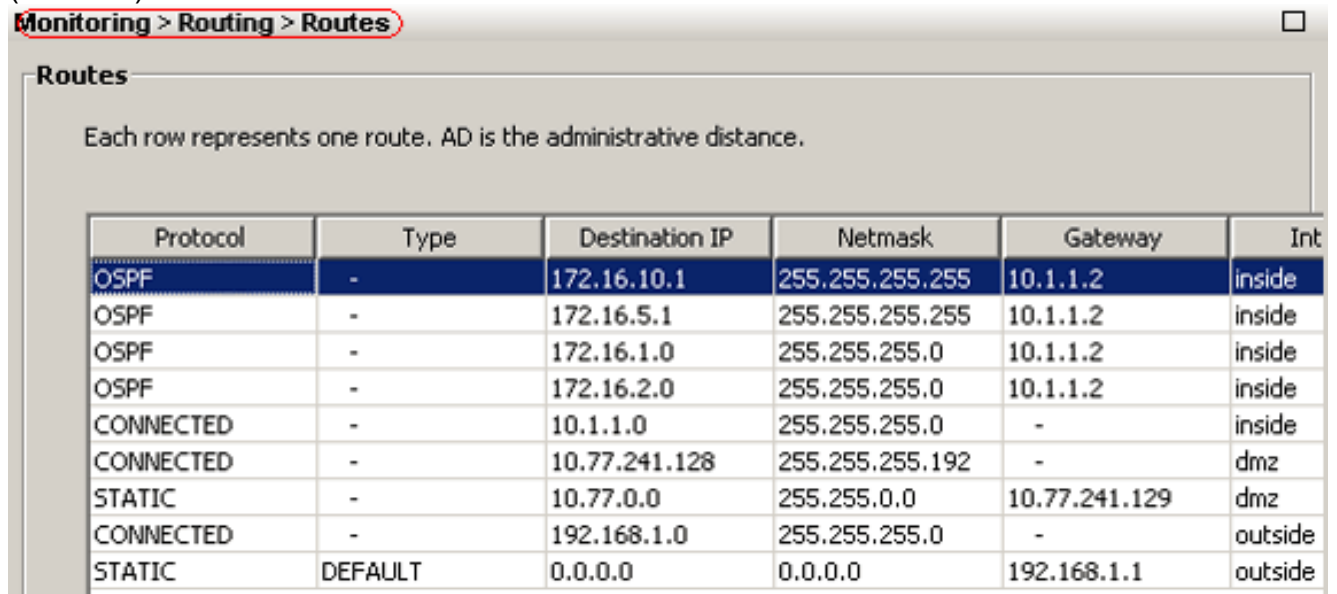 Monitoring > Routing > Routes
Routes
Each row represents one route. AD is the administrative distance.
Protocol Type Destination IP Netmask Gateway Int
OSPF - 172.16.10.1 255.255.255.255 10.1.1.2 inside
OSPF - 172.16.5.1 255.255.255.255 10.1.1.2 inside
OSPF - 172.16.1.0 255.255.255.0 10.1.1.2 inside
OSPF - 172.16.2.0 255.255.255.0 10.1.1.2 inside
CONNECTED - 10.1.1.0 255.255.255.0 - inside
CONNECTED - 10.77.241.128 255.255.255.192 - dmz
STATIC - 10.77.0.0 255.255.0.0 10.77.241.129 dmz
CONNECTED - 192.168.1.0 255.255.255.0 - outside
STATIC DEFAULT 0.0.0.0 0.0.0.0 192.168.1.1 outside